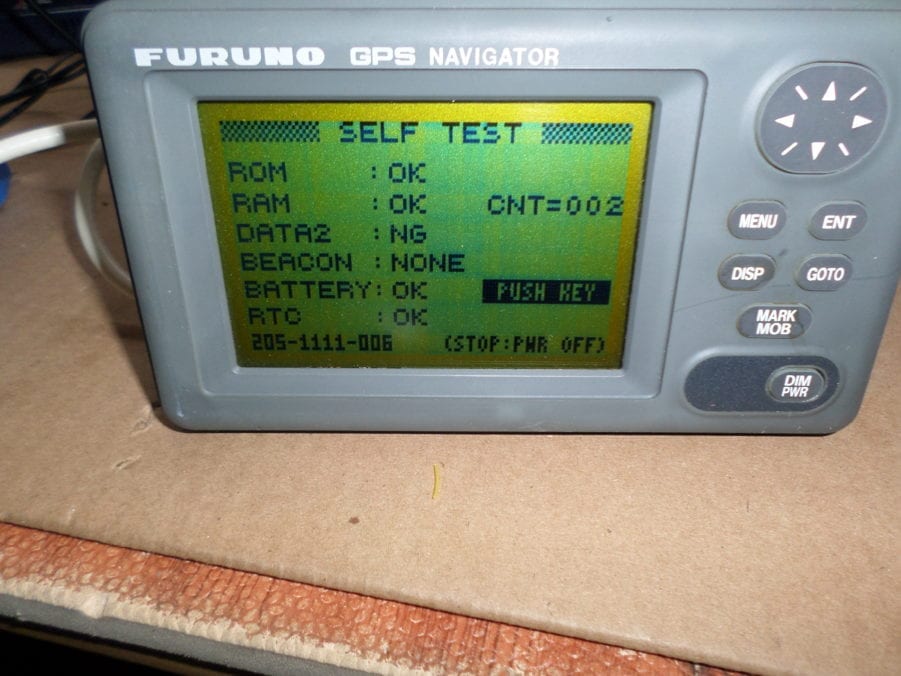 FURUNO GPS NAVIGATOR
SELF TEST
ROM : OK
RAM : OK CNT=002
DATA2 : NG
BEACON : NONE
BATTERY: OK PUSH KEY
RTC : OK
205-1111-006 (STOP:PWR OFF)
MENU ENT
DISP GOTO
MARK
MOB
DIM
PWR